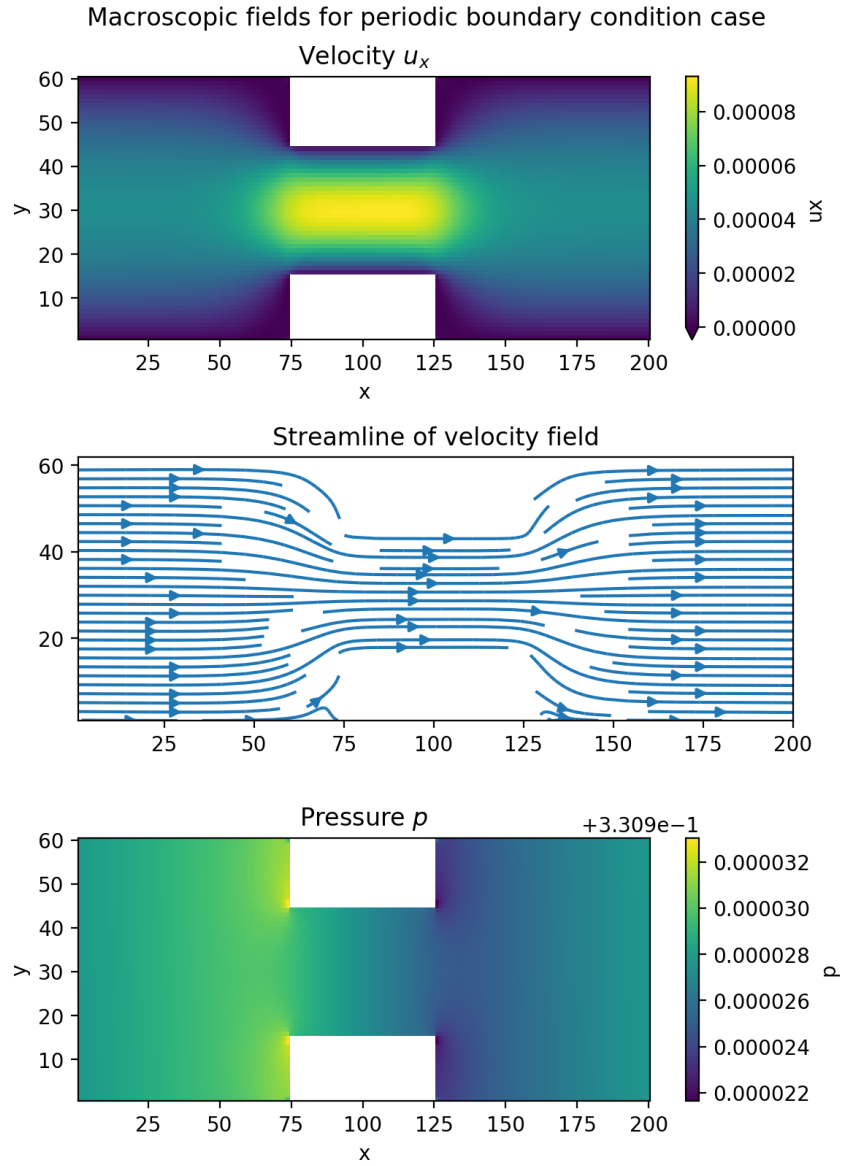 Macroscopic fields for periodic boundary condition case
Velocity u_x
60
50
40
30
20
10
y
25 50 75 100 125 150 175 200
x
0.00008
0.00006
0.00004
0.00002
0.00000
ux
Streamline of velocity field
60
40
20
25 50 75 100 125 150 175 200
Pressure p
+3.309e−1
60
50
40
30
20
10
y
25 50 75 100 125 150 175 200
x
0.000032
0.000030
0.000028
0.000026
0.000024
0.000022
p